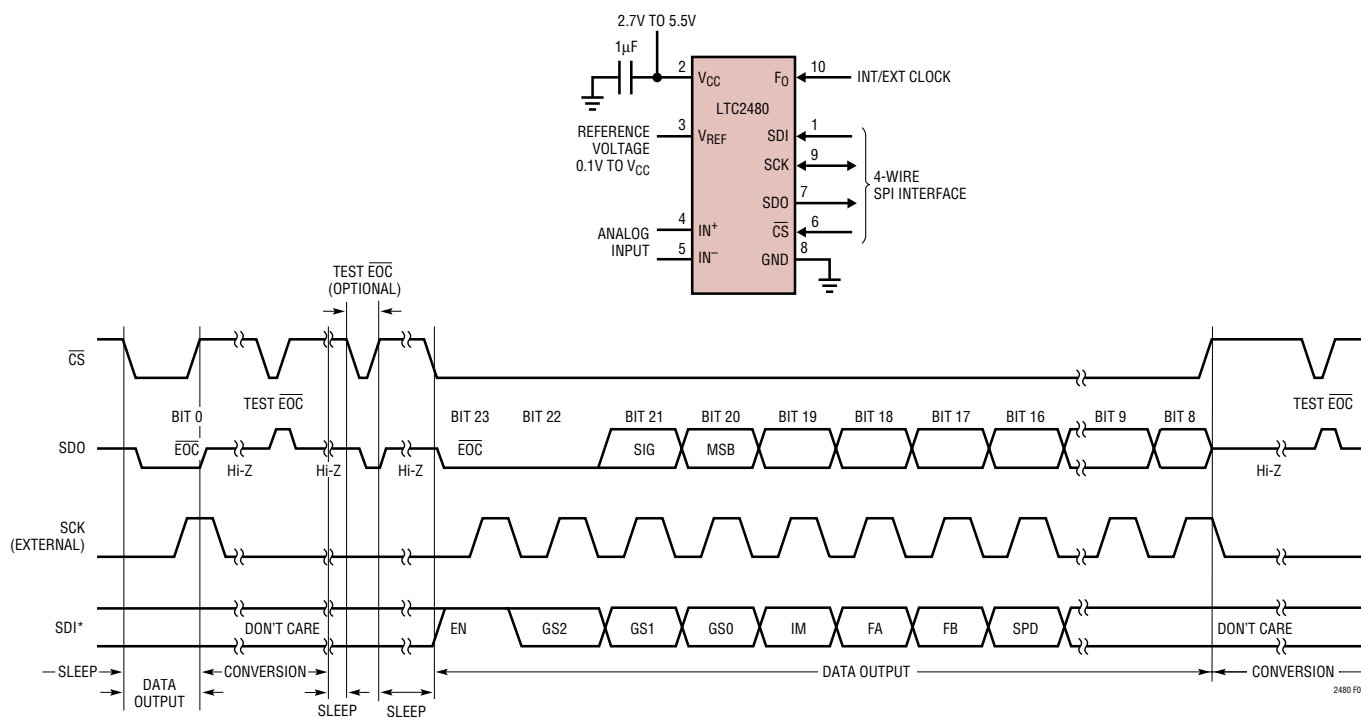 2.7V TO 5.5V
1µF
2
VCC
FO
10
INT/EXT CLOCK
LTC2480
REFERENCE
VOLTAGE
0.1V TO VCC
3
VREF
SDI
1
SCK
9
4-WIRE
SPI INTERFACE
SDO
7
ANALOG
INPUT
4
IN+
5
IN−
CS
6
GND
8
TEST EOC
(OPTIONAL)
CS
TEST EOC
TEST EOC
BIT 0
BIT 23
BIT 22
BIT 21
BIT 20
BIT 19
BIT 18
BIT 17
BIT 16
BIT 9
BIT 8
SDO
EOC
Hi-Z
Hi-Z
Hi-Z
EOC
SIG
MSB
Hi-Z
SCK
(EXTERNAL)
SDI*
DON'T CARE
EN
GS2
GS1
GS0
IM
FA
FB
SPD
DON'T CARE
SLEEP
DATA
OUTPUT
CONVERSION
SLEEP
SLEEP
DATA OUTPUT
CONVERSION
2480 F0